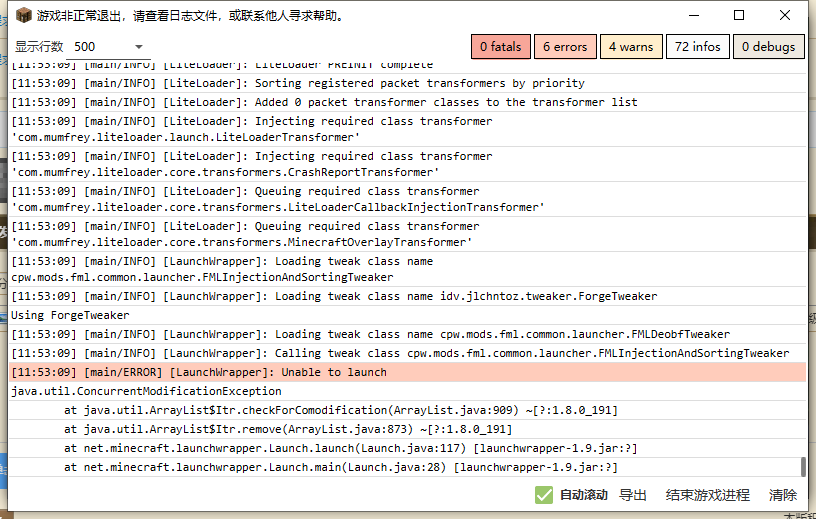 游戏非正常退出，请查看日志文件，或联系他人寻求帮助。
显示行数 500 0 fatals 6 errors 4 warns 72 infos 0 debugs
[11:53:09] [main/INFO] [LiteLoader]: LiteLoader PREINIT complete
[11:53:09] [main/INFO] [LiteLoader]: Sorting registered packet transformers by priority
[11:53:09] [main/INFO] [LiteLoader]: Added 0 packet transformer classes to the transformer list
[11:53:09] [main/INFO] [LiteLoader]: Injecting required class transformer
'com.mumfrey.liteloader.launch.LiteLoaderTransformer'
[11:53:09] [main/INFO] [LiteLoader]: Injecting required class transformer
'com.mumfrey.liteloader.core.transformers.CrashReportTransformer'
[11:53:09] [main/INFO] [LiteLoader]: Queuing required class transformer
'com.mumfrey.liteloader.core.transformers.LiteLoaderCallbackInjectionTransformer'
[11:53:09] [main/INFO] [LiteLoader]: Queuing required class transformer
'com.mumfrey.liteloader.core.transformers.MinecraftOverlayTransformer'
[11:53:09] [main/INFO] [LaunchWrapper]: Loading tweak class name
cpw.mods.fml.common.launcher.FMLInjectionAndSortingTweaker
[11:53:09] [main/INFO] [LaunchWrapper]: Loading tweak class name idv.jlchntoz.tweaker.ForgeTweaker
Using ForgeTweaker
[11:53:09] [main/INFO] [LaunchWrapper]: Loading tweak class name cpw.mods.fml.common.launcher.FMLDeobfTweaker
[11:53:09] [main/INFO] [LaunchWrapper]: Calling tweak class cpw.mods.fml.common.launcher.FMLInjectionAndSortingTweaker
[11:53:09] [main/ERROR] [LaunchWrapper]: Unable to launch
java.util.ConcurrentModificationException
at java.util.ArrayList$Itr.checkForComodification(ArrayList.java:909) ~[?:1.8.0_191]
at java.util.ArrayList$Itr.remove(ArrayList.java:873) ~[?:1.8.0_191]
at net.minecraft.launchwrapper.Launch.launch(Launch.java:117) [launchwrapper-1.9.jar:?]
at net.minecraft.launchwrapper.Launch.main(Launch.java:28) [launchwrapper-1.9.jar:?]
自动滚动 导出 结束游戏进程 清除